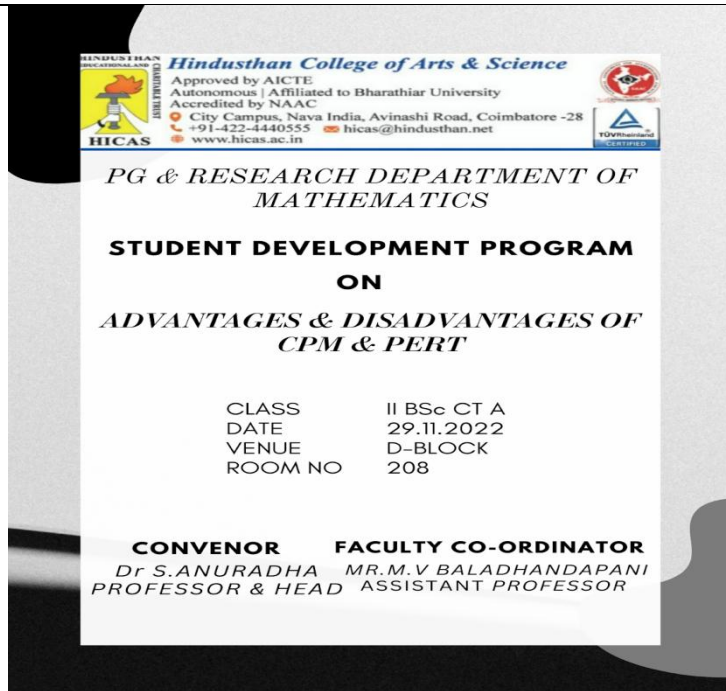 HINDUSTHAN
EDUCATIONAL AND
CHARITABLE TRUST
HICAS
Hindusthan College of Arts & Science
Approved by AICTE
Autonomous | Affiliated to Bharathiar University
Accredited by NAAC
City Campus, Nava India, Avinashi Road, Coimbatore -28
+91-422-4440555 hicas@hindusthan.net
www.hicas.ac.in
TÜVRheinland
CERTIFIED
PG & RESEARCH DEPARTMENT OF
MATHEMATICS
STUDENT DEVELOPMENT PROGRAM
ON
ADVANTAGES & DISADVANTAGES OF
CPM & PERT
CLASS II BSc CT A
DATE 29.11.2022
VENUE D-BLOCK
ROOM NO 208
CONVENOR FACULTY CO-ORDINATOR
Dr S.ANURADHA MR.M.V BALADHANDAPANI
PROFESSOR & HEAD ASSISTANT PROFESSOR